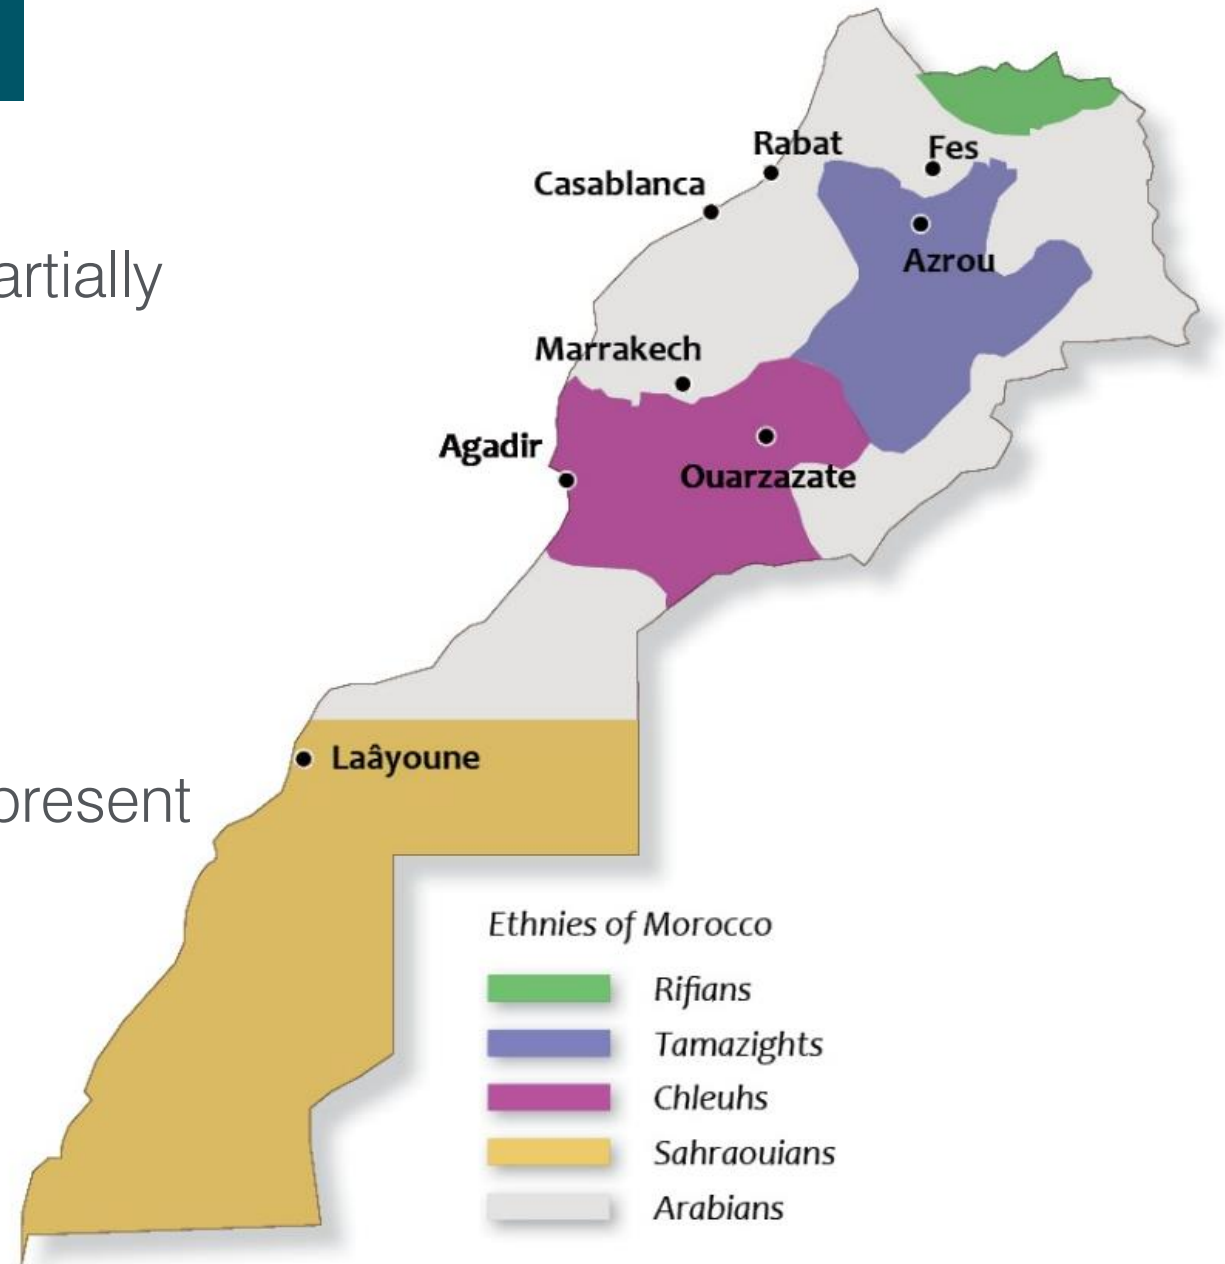 Rabat
Fes
Casablanca
Azrou
artially
Marrakech
Agadir
Ouarzazate
Laâyoune
present
Ethnies of Morocco
Rifians
Tamazights
Chleuhs
Sahraouians
Arabians